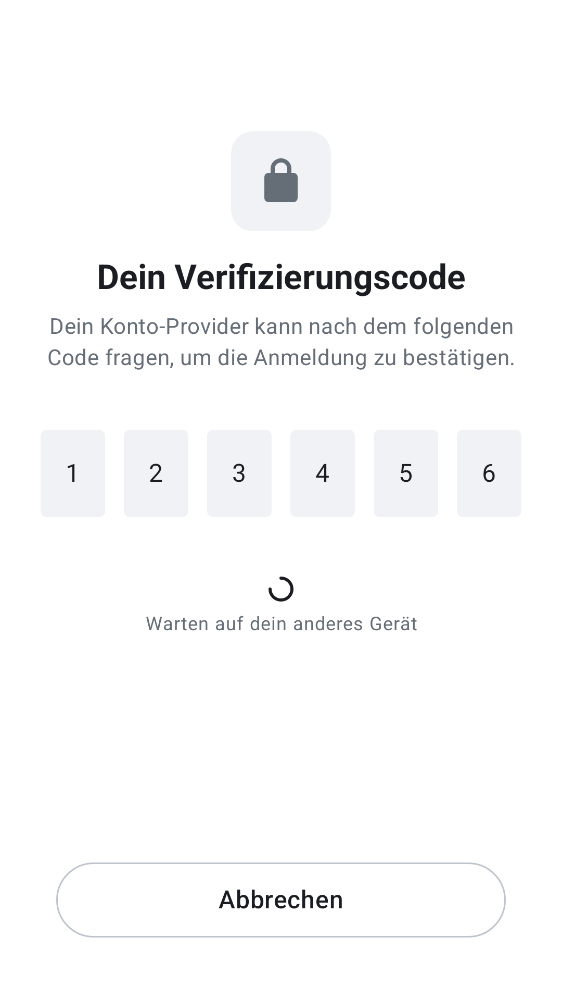 Dein Verifizierungscode
Dein Konto-Provider kann nach dem folgenden
Code fragen, um die Anmeldung zu bestätigen.
1 2 3 4 5 6
Warten auf dein anderes Gerät
Abbrechen